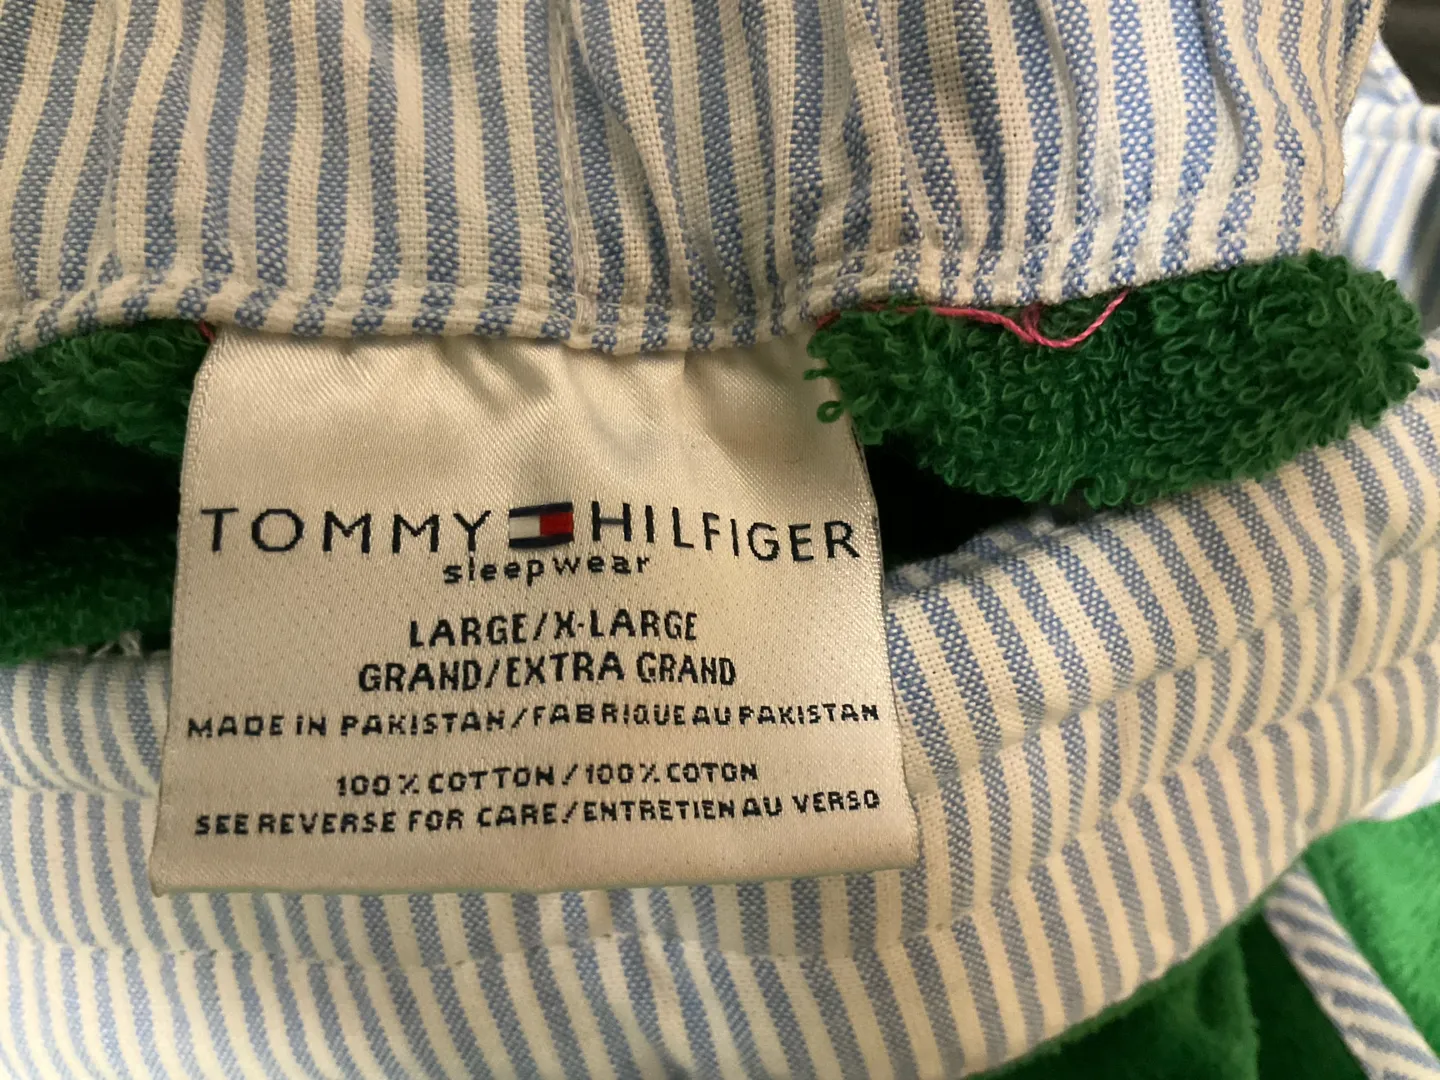 TOMMY HILFIGER
sleepwear
LARGE/X-LARGE
GRAND/EXTRA GRAND
MADE IN PAKISTAN/FABRIQUE AU PAKISTAN
100% COTTON/100% COTON
SEE REVERSE FOR CARE/ENTRETIEN AU VERSO